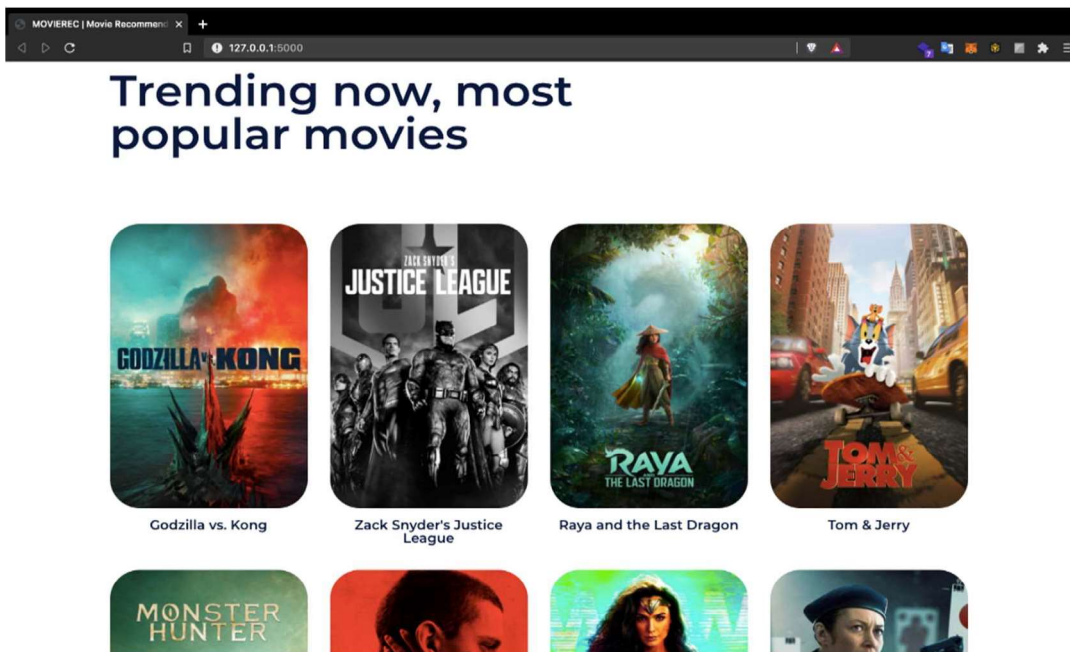 MOVIEREC | Movie Recommend
127.0.0.1:5000
7
Trending now, most
popular movies
GODZILLA vs. KONG
ZACK SNYDER'S
JUSTICE LEAGUE
RAYA
THE LAST DRAGON
TOM &
JERRY
Godzilla vs. Kong
Zack Snyder's Justice
League
Raya and the Last Dragon
Tom & Jerry
MONSTER
HUNTER